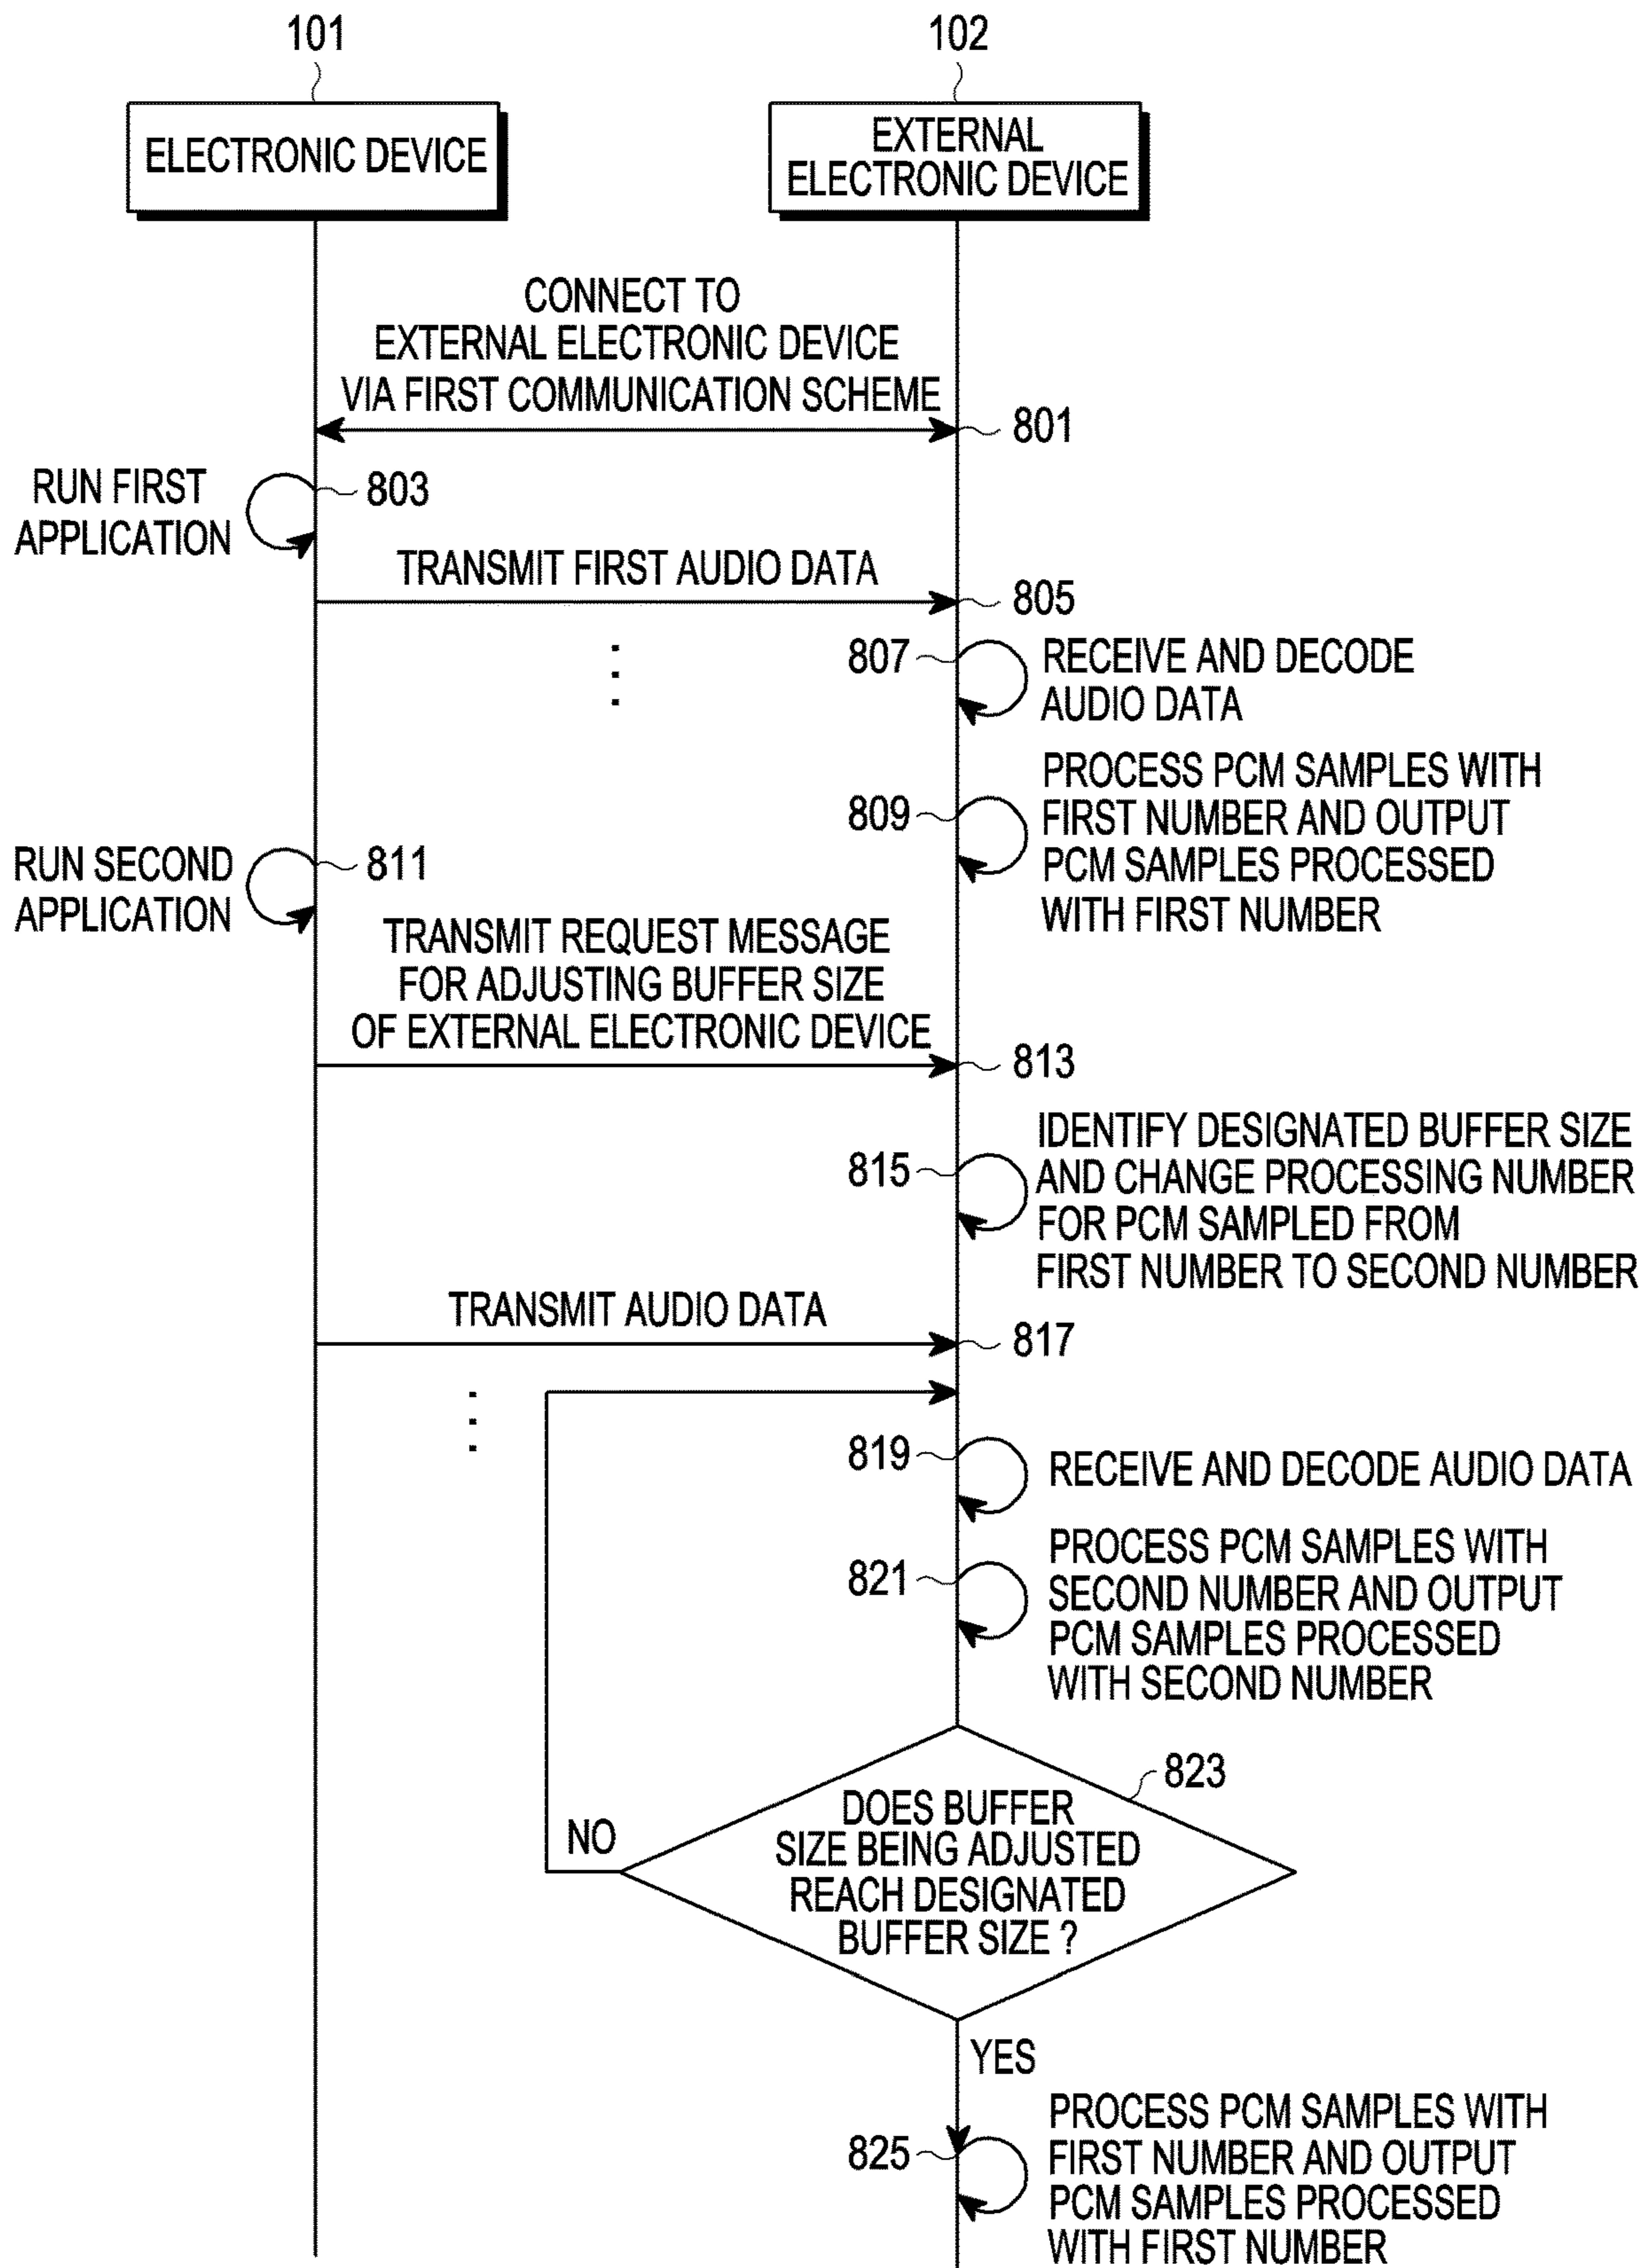 101
102
ELECTRONIC DEVICE
EXTERNAL
ELECTRONIC DEVICE
CONNECT TO
EXTERNAL ELECTRONIC DEVICE
VIA FIRST COMMUNICATION SCHEME
801
RUN FIRST
APPLICATION
803
TRANSMIT FIRST AUDIO DATA
805
807
RECEIVE AND DECODE
AUDIO DATA
809
PROCESS PCM SAMPLES WITH
FIRST NUMBER AND OUTPUT
PCM SAMPLES PROCESSED
WITH FIRST NUMBER
RUN SECOND
APPLICATION
811
TRANSMIT REQUEST MESSAGE
FOR ADJUSTING BUFFER SIZE
OF EXTERNAL ELECTRONIC DEVICE
813
815
IDENTIFY DESIGNATED BUFFER SIZE
AND CHANGE PROCESSING NUMBER
FOR PCM SAMPLED FROM
FIRST NUMBER TO SECOND NUMBER
TRANSMIT AUDIO DATA
817
819
RECEIVE AND DECODE AUDIO DATA
821
PROCESS PCM SAMPLES WITH
SECOND NUMBER AND OUTPUT
PCM SAMPLES PROCESSED
WITH SECOND NUMBER
823
DOES BUFFER
SIZE BEING ADJUSTED
REACH DESIGNATED
BUFFER SIZE ?
NO
YES
825
PROCESS PCM SAMPLES WITH
FIRST NUMBER AND OUTPUT
PCM SAMPLES PROCESSED
WITH FIRST NUMBER